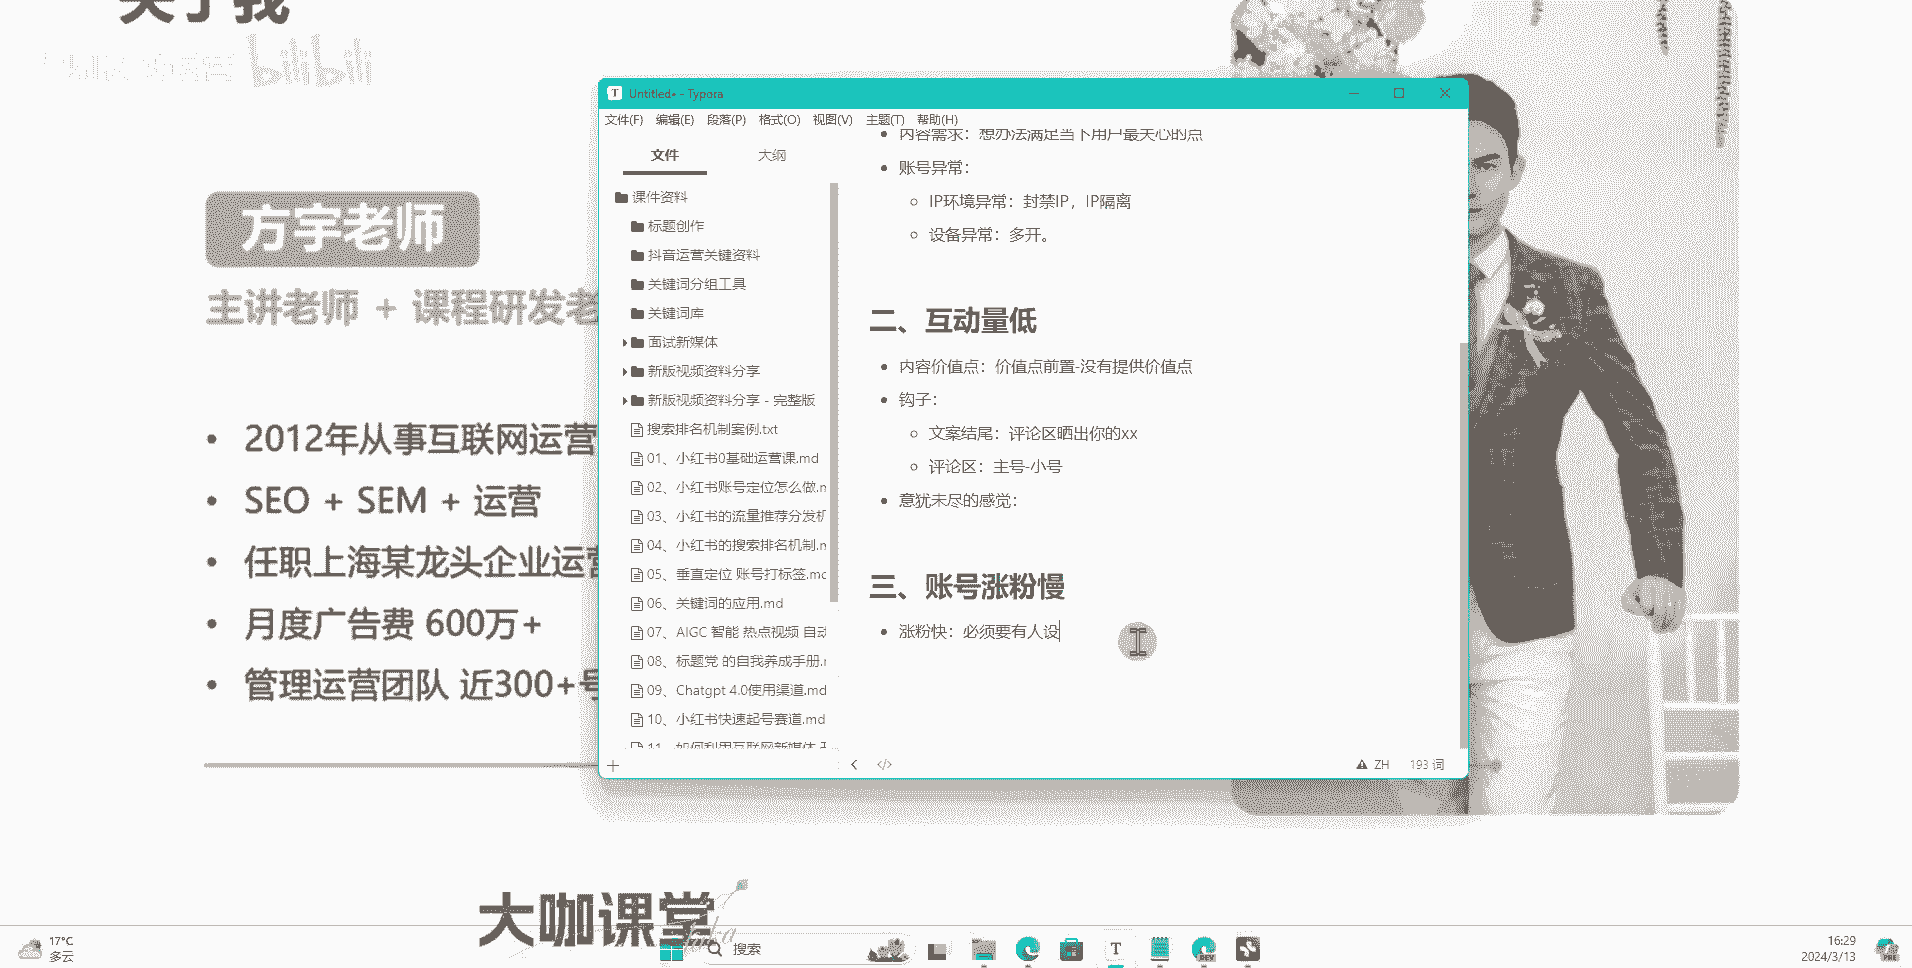 关于我
bilibili
方宇老师
主讲老师 + 课程研发老
2012年从事互联网运营
SEO + SEM + 运营
任职上海某龙头企业运营
月度广告费 600万+
管理运营团队 近300+号
Untitled• - Typora
文件(F) 编辑(E) 段落(P) 格式(O) 视图(V) 主题(T) 帮助(H)
文件 大纲
课件资料
标题创作
抖音运营关键资料
关键词分组工具
关键词库
面试新媒体
新版视频资料分享
新版视频资料分享 - 完整版
搜索排名机制案例.txt
01、小红书0基础运营课.md
02、小红书账号定位怎么做.m
03、小红书的流量推荐分发机
04、小红书的搜索排名机制.m
05、垂直定位 账号打标签.md
06、关键词的应用.md
07、AIGC 智能 热点视频 自动
08、标题党 的自我养成手册.m
09、Chatgpt 4.0使用渠道.md
10、小红书快速起号赛道.md
11、如何利用互联网新媒体
内容需求：想办法满足当下用户最关心的点
账号异常：
IP环境异常：封禁IP，IP隔离
设备异常：多开。
二、互动量低
内容价值点：价值点前置-没有提供价值点
钩子：
文案结尾：评论区晒出你的xx
评论区：主号-小号
意犹未尽的感觉：
三、账号涨粉慢
涨粉快：必须要有人设
ZH 193 词
大咖课堂
17°C
多云
搜索
DEV
16:29
2024/3/13
PRE